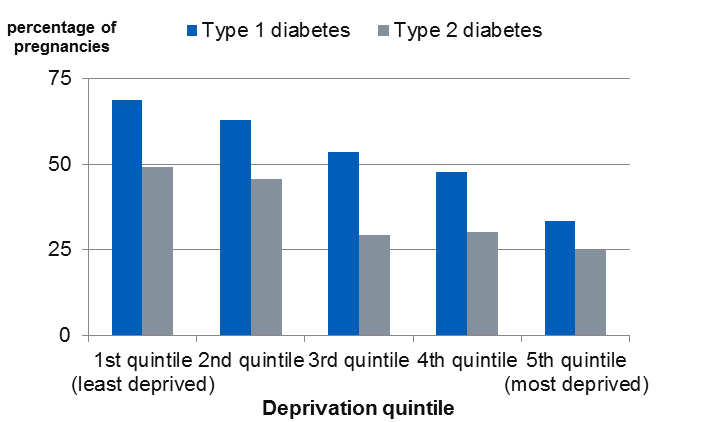 percentage of
pregnancies
Type 1 diabetes
Type 2 diabetes
75
50
25
0
1st quintile
(least deprived)
2nd quintile
3rd quintile
4th quintile
5th quintile
(most deprived)
Deprivation quintile